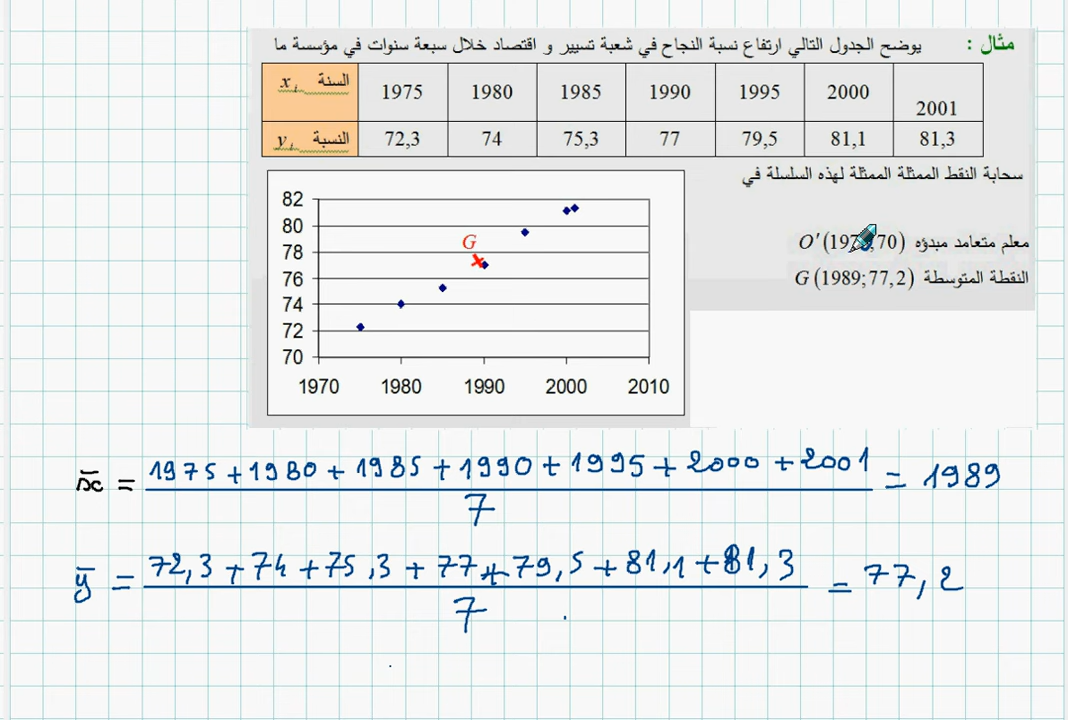 مثال : يوضح الجدول التالي ارتفاع نسبة النجاح في شعبة تسيير و اقتصاد خلال سبعة سنوات في مؤسسة ما
السنة x_i 1975 1980 1985 1990 1995 2000 2001
النسبة y_i 72,3 74 75,3 77 79,5 81,1 81,3
سحابة النقط الممثلة الممثلة لهذه السلسلة في
معلم متعامد مبدؤه
النقطة المتوسطة G (1989;77,2)
82
80
78
76
74
72
70
G
1970 1980 1990 2000 2010
x̄ = 1975 + 1980 + 1985 + 1990 + 1995 + 2000 + 2001 / 7 = 1989
ȳ = 72,3 + 74 + 75,3 + 77 + 79,5 + 81,1 + 81,3 / 7 = 77,2